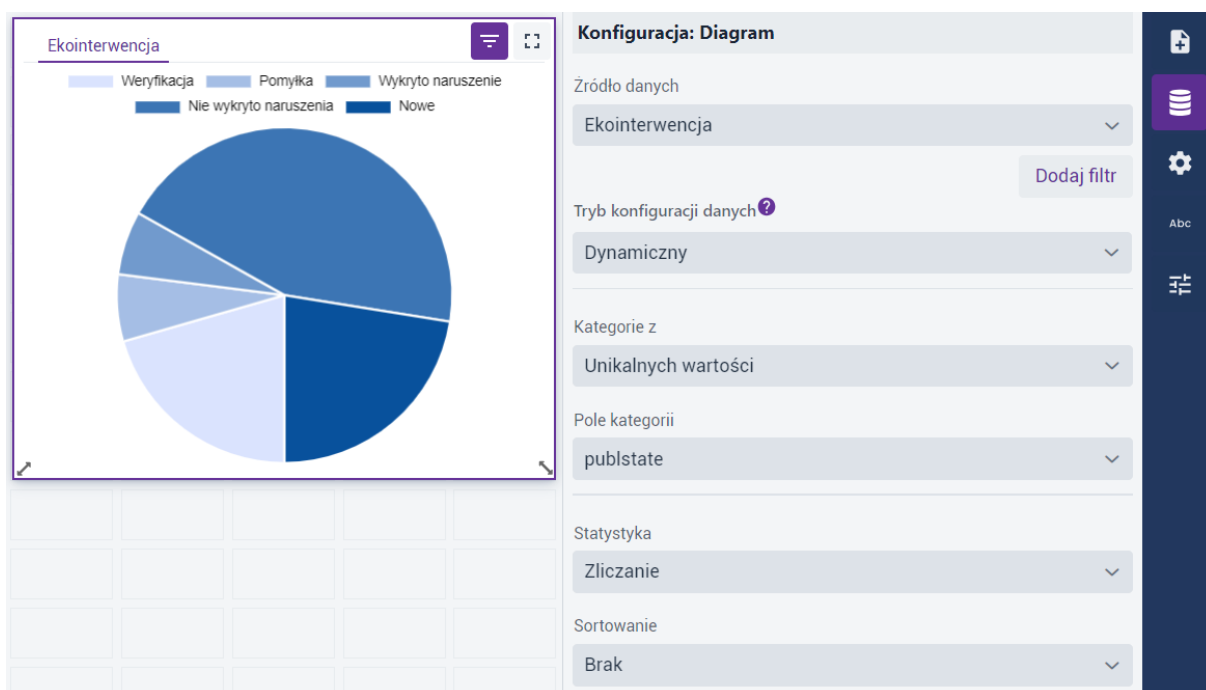 Ekointerwencja
Weryfikacja Pomyłka Wykryto naruszenie
Nie wykryto naruszenia Nowe
Konfiguracja: Diagram
Źródło danych
Ekointerwencja
Dodaj filtr
Tryb konfiguracji danych ?
Dynamiczny
Kategorie z
Unikalnych wartości
Pole kategorii
publstate
Statystyka
Zliczanie
Sortowanie
Brak
Abc